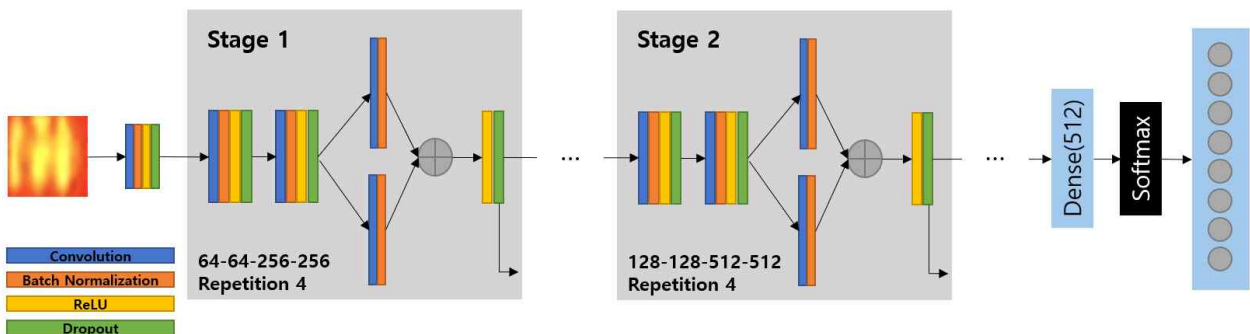 Stage 1
64-64-256-256
Repetition 4
...
Stage 2
128-128-512-512
Repetition 4
...
Dense(512)
Softmax
Convolution
Batch Normalization
ReLU
Dropout